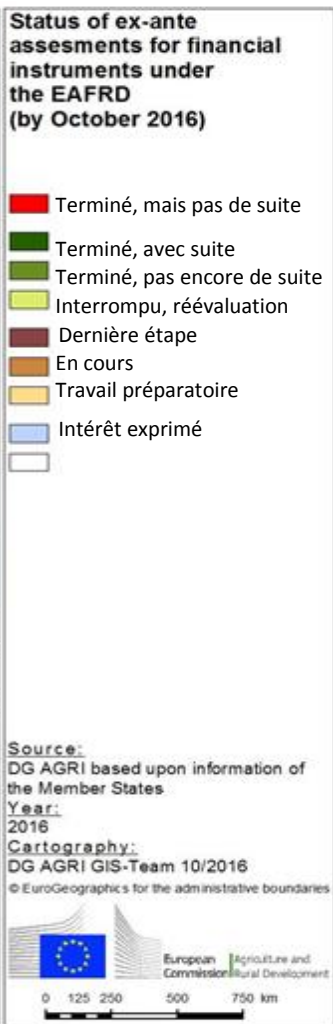 Status of ex-ante
assesments for financial
instruments under
the EAFRD
(by October 2016)
Terminé, mais pas de suite
Terminé, avec suite
Terminé, pas encore de suite
Interrompu, réévaluation
Dernière étape
En cours
Travail préparatoire
Intérêt exprimé
Source:
DG AGRI based upon information of
the Member States
Year:
2016
Cartography:
DG AGRI GIS-Team 10/2016
© EuroGeographics for the administrative boundaries
European Commission
Agriculture and Rural Development
0 125 250 500 750 km